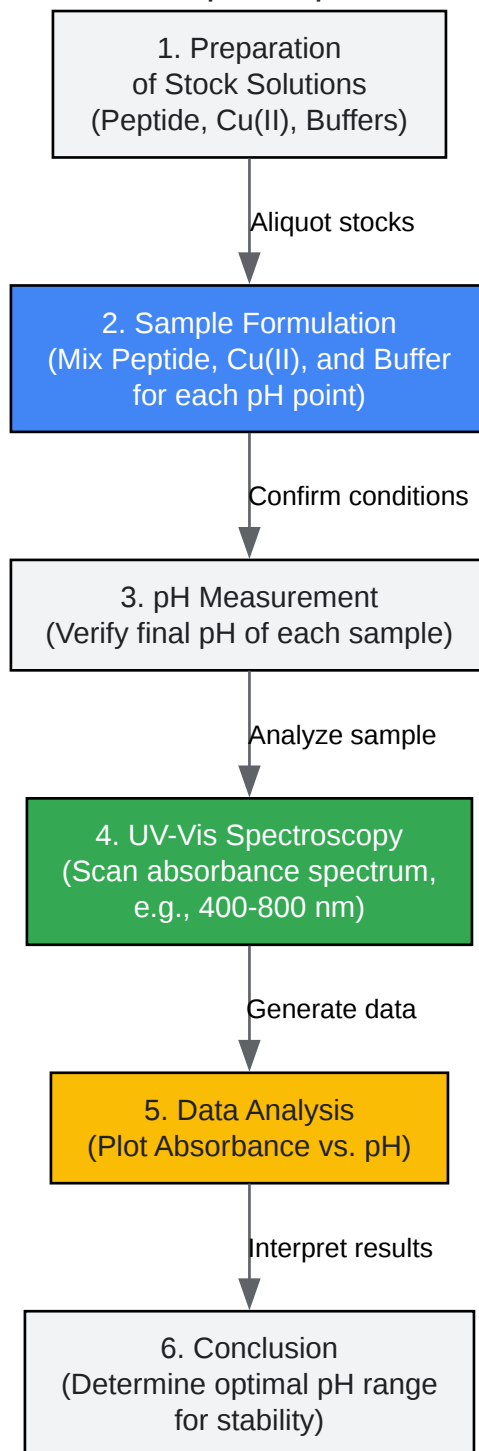 1. Preparation
of Stock Solutions
(Peptide, Cu(II), Buffers)
Aliquot stocks
2. Sample Formulation
(Mix Peptide, Cu(II), and Buffer
for each pH point)
Confirm conditions
3. pH Measurement
(Verify final pH of each sample)
Analyze sample
4. UV-Vis Spectroscopy
(Scan absorbance spectrum,
e.g., 400-800 nm)
Generate data
5. Data Analysis
(Plot Absorbance vs. pH)
Interpret results
6. Conclusion
(Determine optimal pH range
for stability)